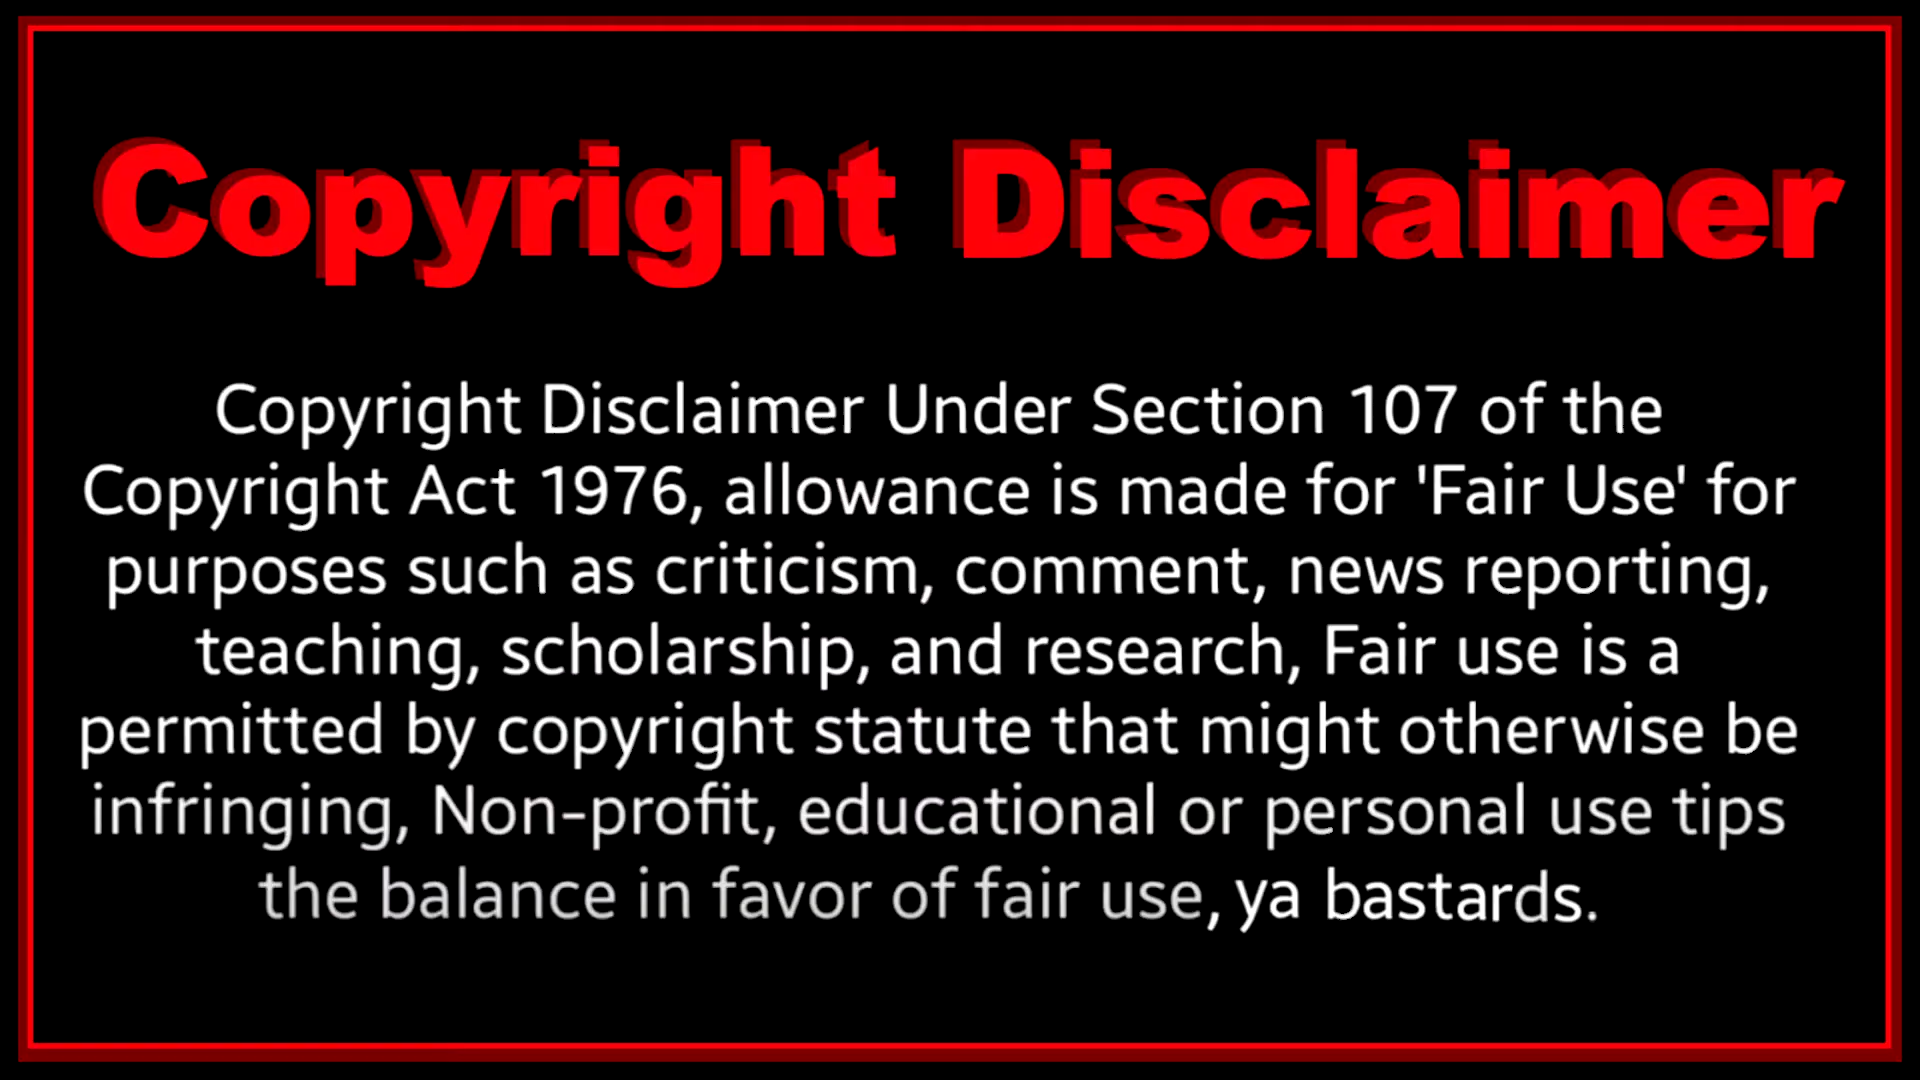 Copyright Disclaimer
Copyright Disclaimer Under Section 107 of the
Copyright Act 1976, allowance is made for 'Fair Use' for
purposes such as criticism, comment, news reporting,
teaching, scholarship, and research, Fair use is a
permitted by copyright statute that might otherwise be
infringing, Non-profit, educational or personal use tips
the balance in favor of fair use, ya bastards.